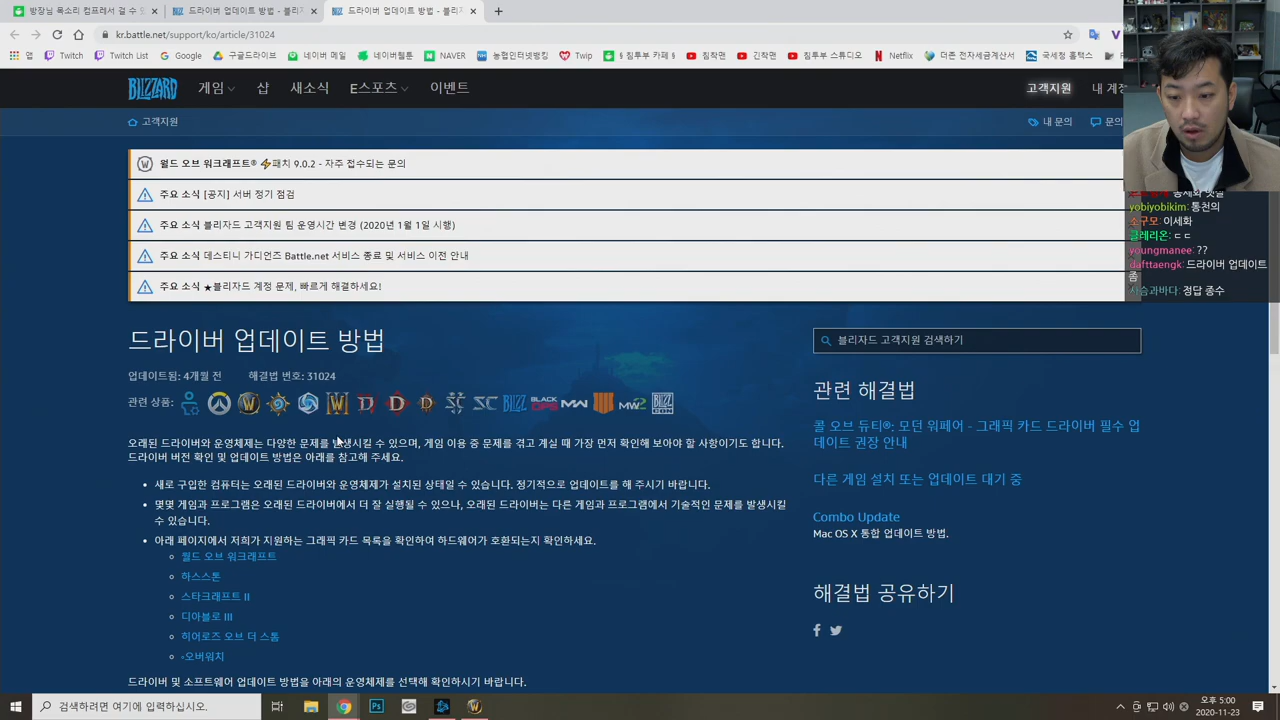 방장님 목소리 컴프레서 걸 수 있
드라이버 업데이트 방법 - 블리자
드라이버 업데이트 방법 - 블
kr.battle.net/support/ko/article/31024
앱
Twitch
Twitch List
Google
구글드라이브
네이버 메일
네이버웹툰
NAVER
농협인터넷뱅킹
Twip
침투부 카페
침착맨
긴착맨
침투부 스튜디오
Netflix
더존 전자세금계산서
국세청 홈택스
BLIZZARD
게임
샵
새소식
E스포츠
이벤트
고객지원
내 계정
고객지원
내 문의
문의
월드 오브 워크래프트® ⚡패치 9.0.2 - 자주 접수되는 문의
주요 소식 [공지] 서버 정기 점검
주요 소식 블리자드 고객지원 팀 운영시간 변경 (2020년 1월 1일 시행)
주요 소식 데스티니 가디언즈 Battle.net 서비스 종료 및 서비스 이전 안내
주요 소식 ★블리자드 계정 문제, 빠르게 해결하세요!
yobiyobikim: 통천의
소구모: 이세화
클레리온: ㄷㄷ
youngmanee: ??
dafttaengk: 드라이버 업데이트
좀
사슴과바다: 정답 종수
드라이버 업데이트 방법
업데이트됨: 4개월 전 해결법 번호: 31024
관련 상품:
SC
BLIZZ
BLACK OPS
MW
MW2
오래된 드라이버와 운영체제는 다양한 문제를 발생시킬 수 있으며, 게임 이용 중 문제를 겪고 계실 때 가장 먼저 확인해 보아야 할 사항이기도 합니다.
드라이버 버전 확인 및 업데이트 방법은 아래를 참고해 주세요.
• 새로 구입한 컴퓨터는 오래된 드라이버와 운영체제가 설치된 상태일 수 있습니다. 정기적으로 업데이트를 해 주시기 바랍니다.
• 몇몇 게임과 프로그램은 오래된 드라이버에서 더 잘 실행될 수 있으나, 오래된 드라이버는 다른 게임과 프로그램에서 기술적인 문제를 발생시킬
수 있습니다.
• 아래 페이지에서 저희가 지원하는 그래픽 카드 목록을 확인하여 하드웨어가 호환되는지 확인하세요.
월드 오브 워크래프트
하스스톤
스타크래프트 II
디아블로 III
히어로즈 오브 더 스톰
오버워치
드라이버 및 소프트웨어 업데이트 방법을 아래의 운영체제를 선택해 확인하시기 바랍니다.
블리자드 고객지원 검색하기
관련 해결법
콜 오브 듀티®: 모던 워페어 - 그래픽 카드 드라이버 필수 업
데이트 권장 안내
다른 게임 설치 또는 업데이트 대기 중
Combo Update
Mac OS X 통합 업데이트 방법.
해결법 공유하기
검색하려면 여기에 입력하십시오.
Ps
오후 5:00
2020-11-23